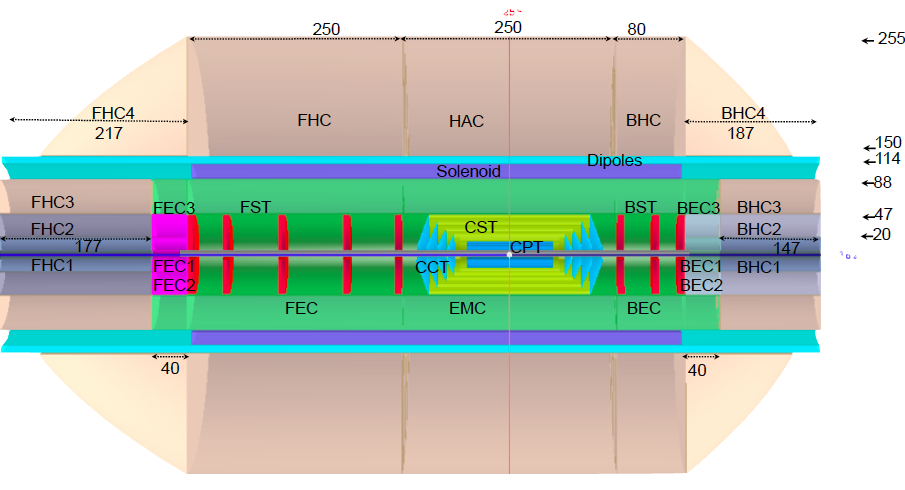 250
250
80
255
FHC4
217
FHC
HAC
BHC
BHC4
187
150
114
Dipoles
Solenoid
88
FHC3
FEC3
FST
BST
BEC3
BHC3
47
FHC2
CST
BHC2
20
177
CPT
147
FHC1
FEC1
CCT
BEC1
BHC1
FEC2
BEC2
FEC
EMC
BEC
40
40